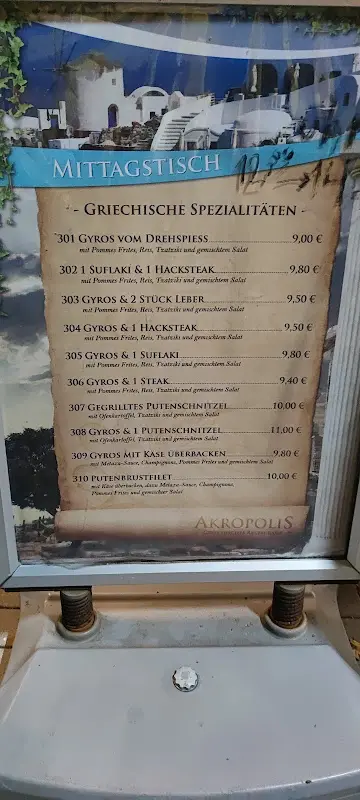 MITTAGSTISCH
12,00
- GRIECHISCHE SPEZIALITÄTEN -
301 GYROS VOM DREHSPIESS 9,00 €
mit Pommes Frites, Reis, Tzatziki und gemischtem Salat
302 1 SUFLAKI & 1 HACKSTEAK 9,80 €
mit Pommes Frites, Reis, Tzatziki und gemischtem Salat
303 GYROS & 2 STÜCK LEBER 9,50 €
mit Pommes Frites, Reis, Tzatziki und gemischtem Salat
304 GYROS & 1 HACKSTEAK 9,50 €
mit Pommes Frites, Reis, Tzatziki und gemischtem Salat
305 GYROS & 1 SUFLAKI 9,80 €
mit Pommes Frites, Reis, Tzatziki und gemischtem Salat
306 GYROS & 1 STEAK 9,40 €
mit Pommes Frites, Reis, Tzatziki und gemischtem Salat
307 GEGRILLTES PUTENSCHNITZEL 10,00 €
mit Ofenkartoffel, Tzatziki und gemischtem Salat
308 GYROS & 1 PUTENSCHNITZEL 11,00 €
mit Ofenkartoffel, Tzatziki und gemischtem Salat
309 GYROS MIT KÄSE ÜBERBACKEN 9,80 €
mit Metaxa-Sauce, Champignons, Pommes Frites und gemischtem Salat
310 PUTENBRUSTFILET 10,00 €
mit Käse überbacken, dazu Metaxa-Sauce, Champignons,
Pommes Frites und gemischter Salat
AKROPOLIS